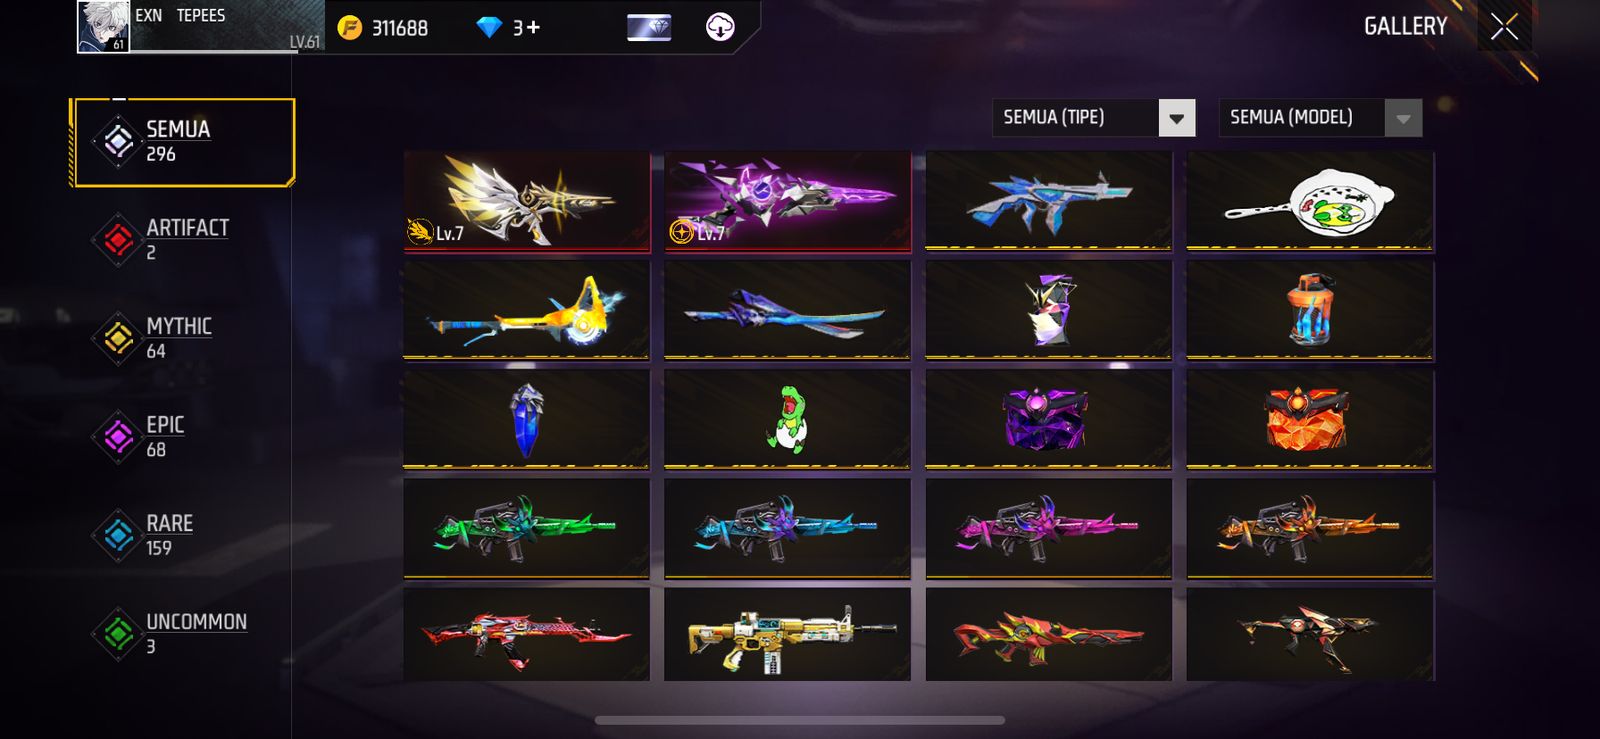 EXN TEPEES
61
LV.61
311688
3+
GALLERY
SEMUA
296
ARTIFACT
2
MYTHIC
64
EPIC
68
RARE
159
UNCOMMON
3
SEMUA (TIPE)
SEMUA (MODEL)
Lv.7
Lv.7